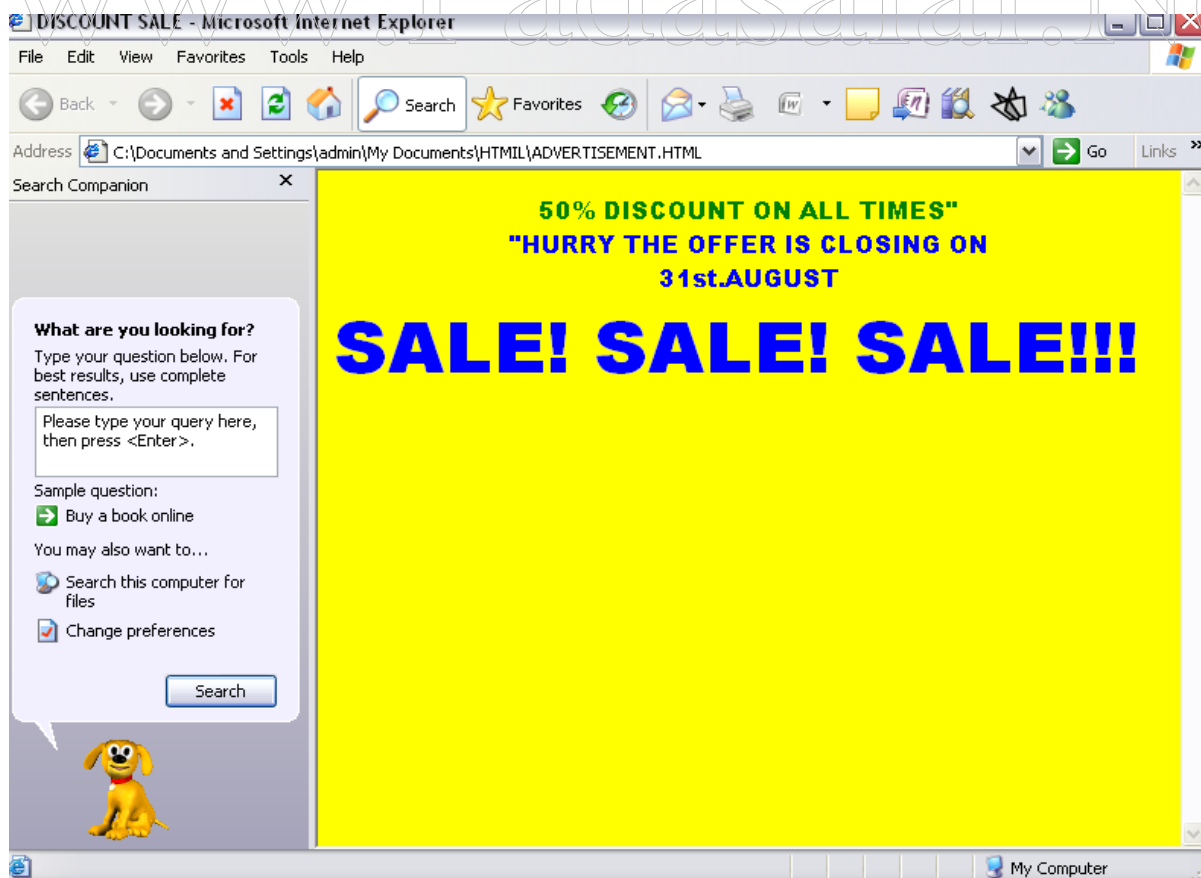 www.Padasalai.N
DISCOUNT SALE - Microsoft Internet Explorer
File Edit View Favorites Tools Help
Back Search Favorites
Address C:\Documents and Settings\admin\My Documents\HTMIL\ADVERTISEMENT.HTML Go Links »
Search Companion X
50% DISCOUNT ON ALL TIMES"
"HURRY THE OFFER IS CLOSING ON
31st.AUGUST
SALE! SALE! SALE!!!
What are you looking for?
Type your question below. For
best results, use complete
sentences.
Please type your query here,
then press <Enter>.
Sample question:
Buy a book online
You may also want to...
Search this computer for
files
Change preferences
Search
My Computer